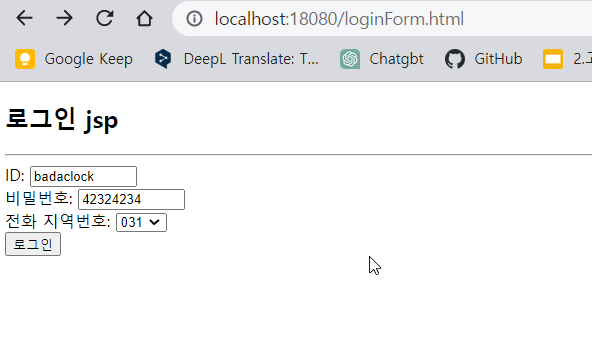 localhost:18080/loginForm.html
Google Keep DeepL Translate: T... Chatgbt GitHub 2.고
로그인 jsp
ID: badaclock
비밀번호: 42324234
전화 지역번호: 031
로그인